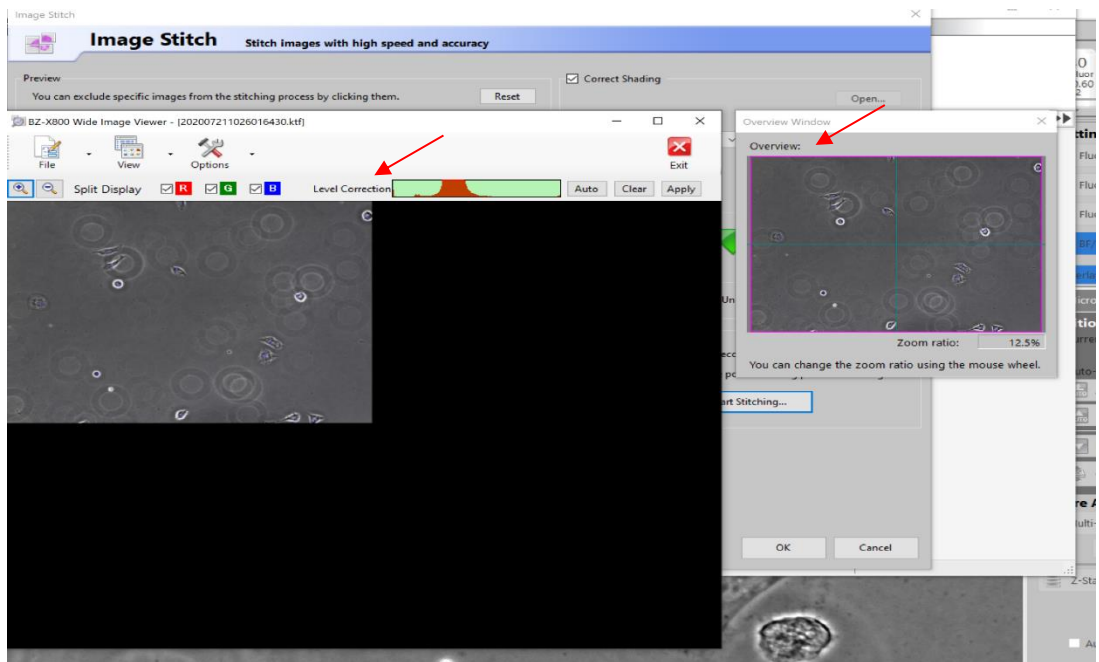 Image Stitch
Image Stitch Stitch images with high speed and accuracy
Preview
You can exclude specific images from the stitching process by clicking them.
Reset
Correct Shading
Open...
BZ-X800 Wide Image Viewer - [202007211026016430.ktf]
File
View
Options
Exit
Split Display R G B Level Correction Auto Clear Apply
Overview Window
Overview:
Zoom ratio: 12.5%
You can change the zoom ratio using the mouse wheel.
Stitching...
OK Cancel